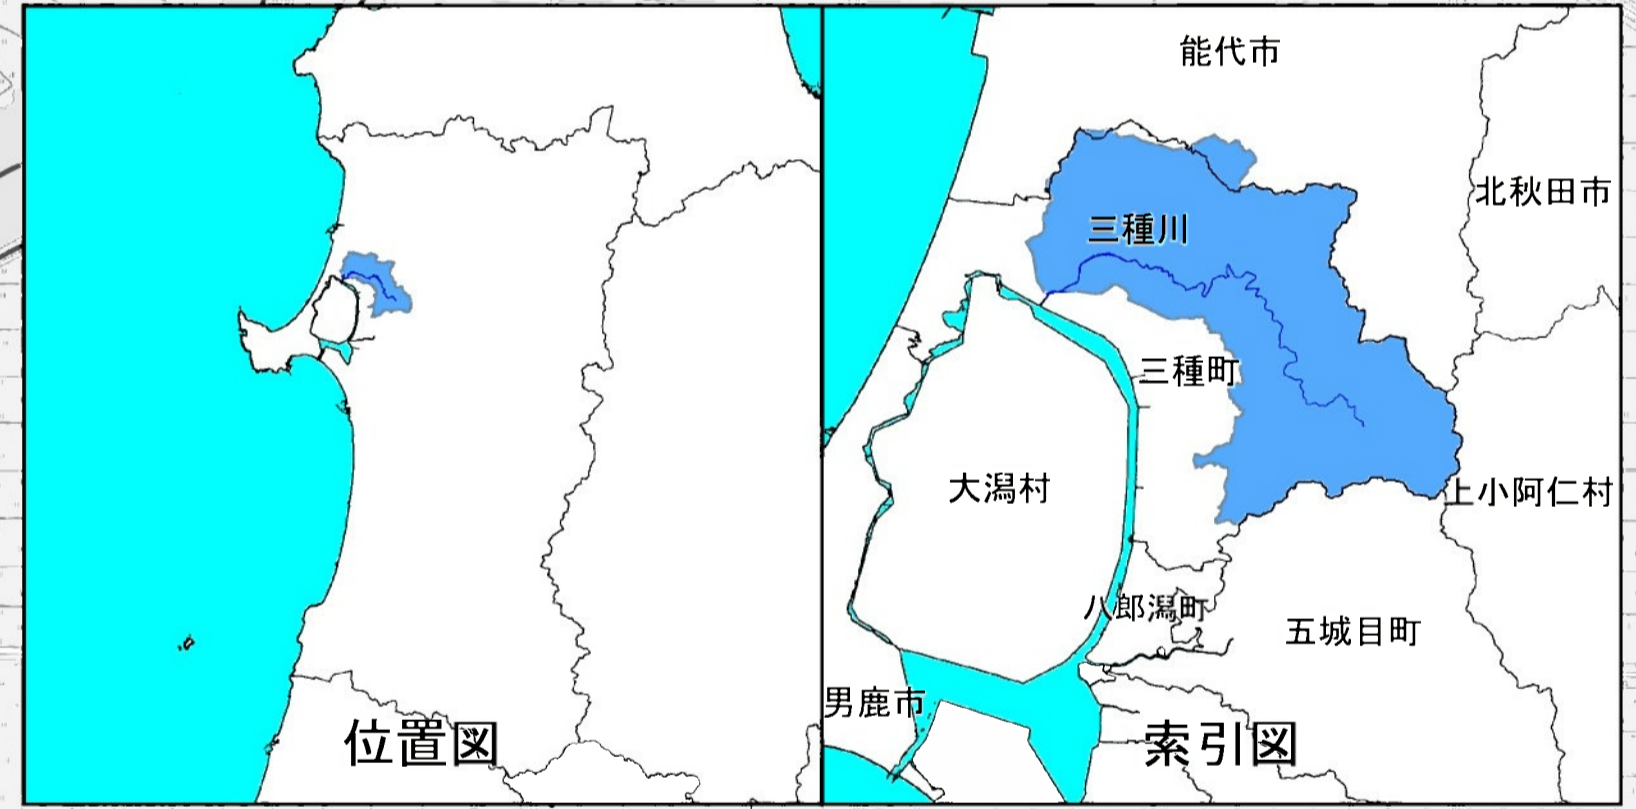 位置図
能代市
北秋田市
三種川
三種町
大潟村
上小阿仁村
八郎潟町
五城目町
男鹿市
索引図